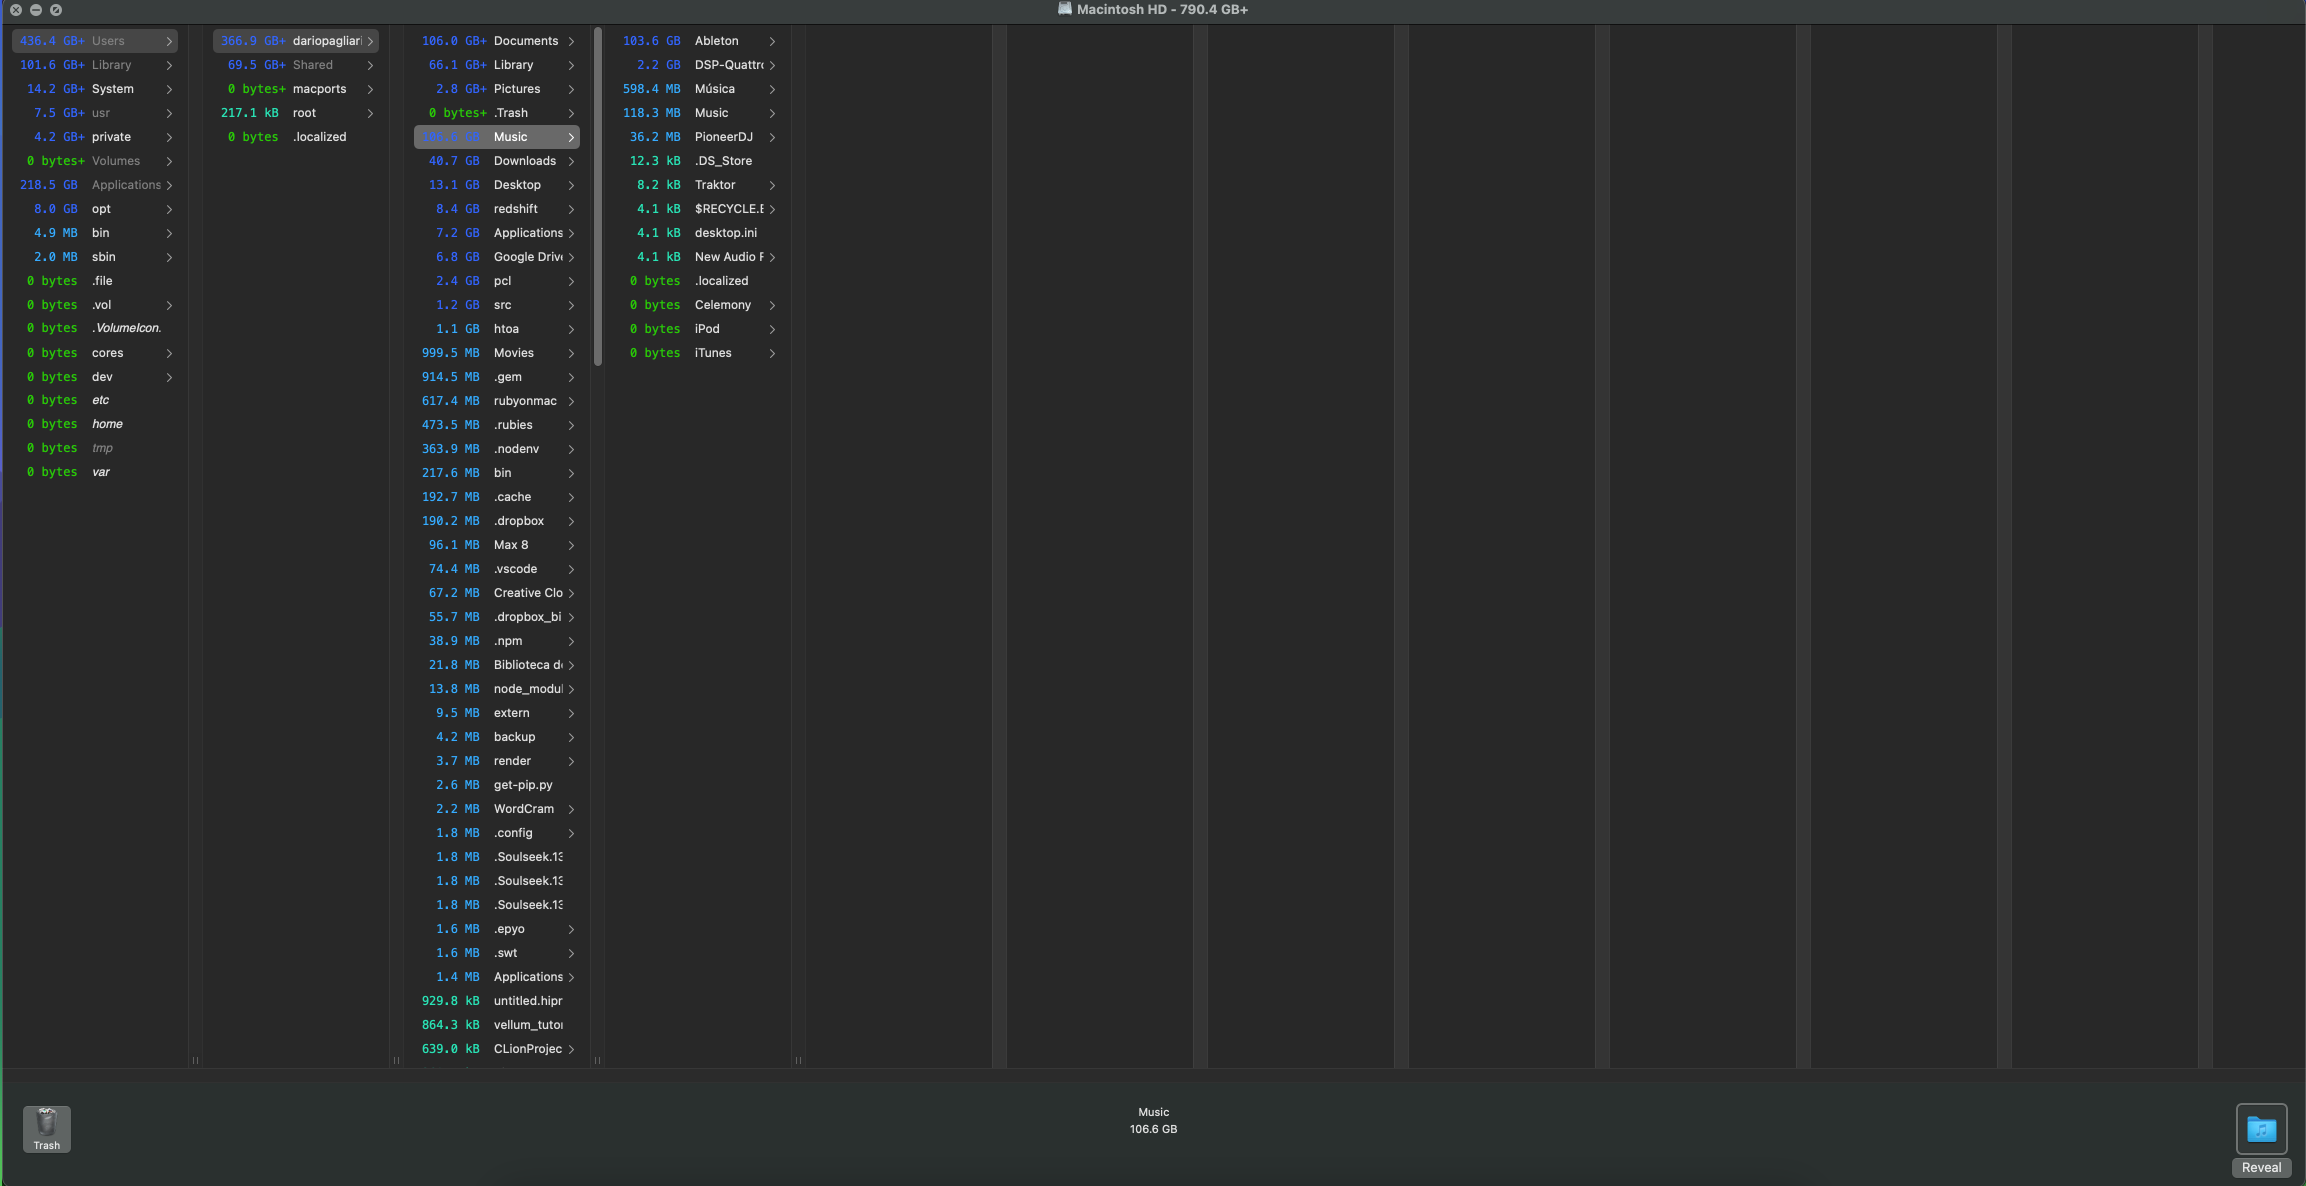 Macintosh HD - 790.4 GB+
436.4 GB+ Users
101.6 GB+ Library
14.2 GB+ System
7.5 GB+ usr
4.2 GB+ private
0 bytes+ Volumes
218.5 GB Applications
8.0 GB opt
4.9 MB bin
2.0 MB sbin
0 bytes .file
0 bytes .vol
0 bytes .VolumeIcon.
0 bytes cores
0 bytes dev
0 bytes etc
0 bytes home
0 bytes tmp
0 bytes var
366.9 GB+ dariopagliar
69.5 GB+ Shared
0 bytes+ macports
217.1 kB root
0 bytes .localized
106.0 GB+ Documents
66.1 GB+ Library
2.8 GB+ Pictures
0 bytes+ .Trash
106.6 GB Music
40.7 GB Downloads
13.1 GB Desktop
8.4 GB redshift
7.2 GB Applications
6.8 GB Google Drive
2.4 GB pcl
1.2 GB src
1.1 GB htoa
999.5 MB Movies
914.5 MB .gem
617.4 MB rubyonmac
473.5 MB .rubies
363.9 MB .nodenv
217.6 MB bin
192.7 MB .cache
190.2 MB .dropbox
96.1 MB Max 8
74.4 MB .vscode
67.2 MB Creative Clo
55.7 MB .dropbox_bi
38.9 MB .npm
21.8 MB Biblioteca d
13.8 MB node_modul
9.5 MB extern
4.2 MB backup
3.7 MB render
2.6 MB get-pip.py
2.2 MB WordCram
1.8 MB .config
1.8 MB .Soulseek.13
1.8 MB .Soulseek.13
1.8 MB .Soulseek.13
1.6 MB .epyo
1.6 MB .swt
1.4 MB Applications
929.8 kB untitled.hipr
864.3 kB vellum_tutor
639.0 kB CLionProjec
103.6 GB Ableton
2.2 GB DSP-Quattro
598.4 MB Música
118.3 MB Music
36.2 MB PioneerDJ
12.3 kB .DS_Store
8.2 kB Traktor
4.1 kB $RECYCLE.B
4.1 kB desktop.ini
4.1 kB New Audio F
0 bytes .localized
0 bytes Celemony
0 bytes iPod
0 bytes iTunes
Trash
Music
106.6 GB
Reveal